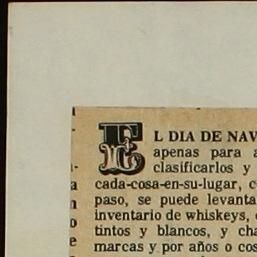 EL DIA DE NAV
apenas para a
clasificarlos y
cada-cosa-en-su-lugar, c
paso, se puede levanta
inventario de whiskeys,
tintos y blancos, y cha
marcas y por años o cos